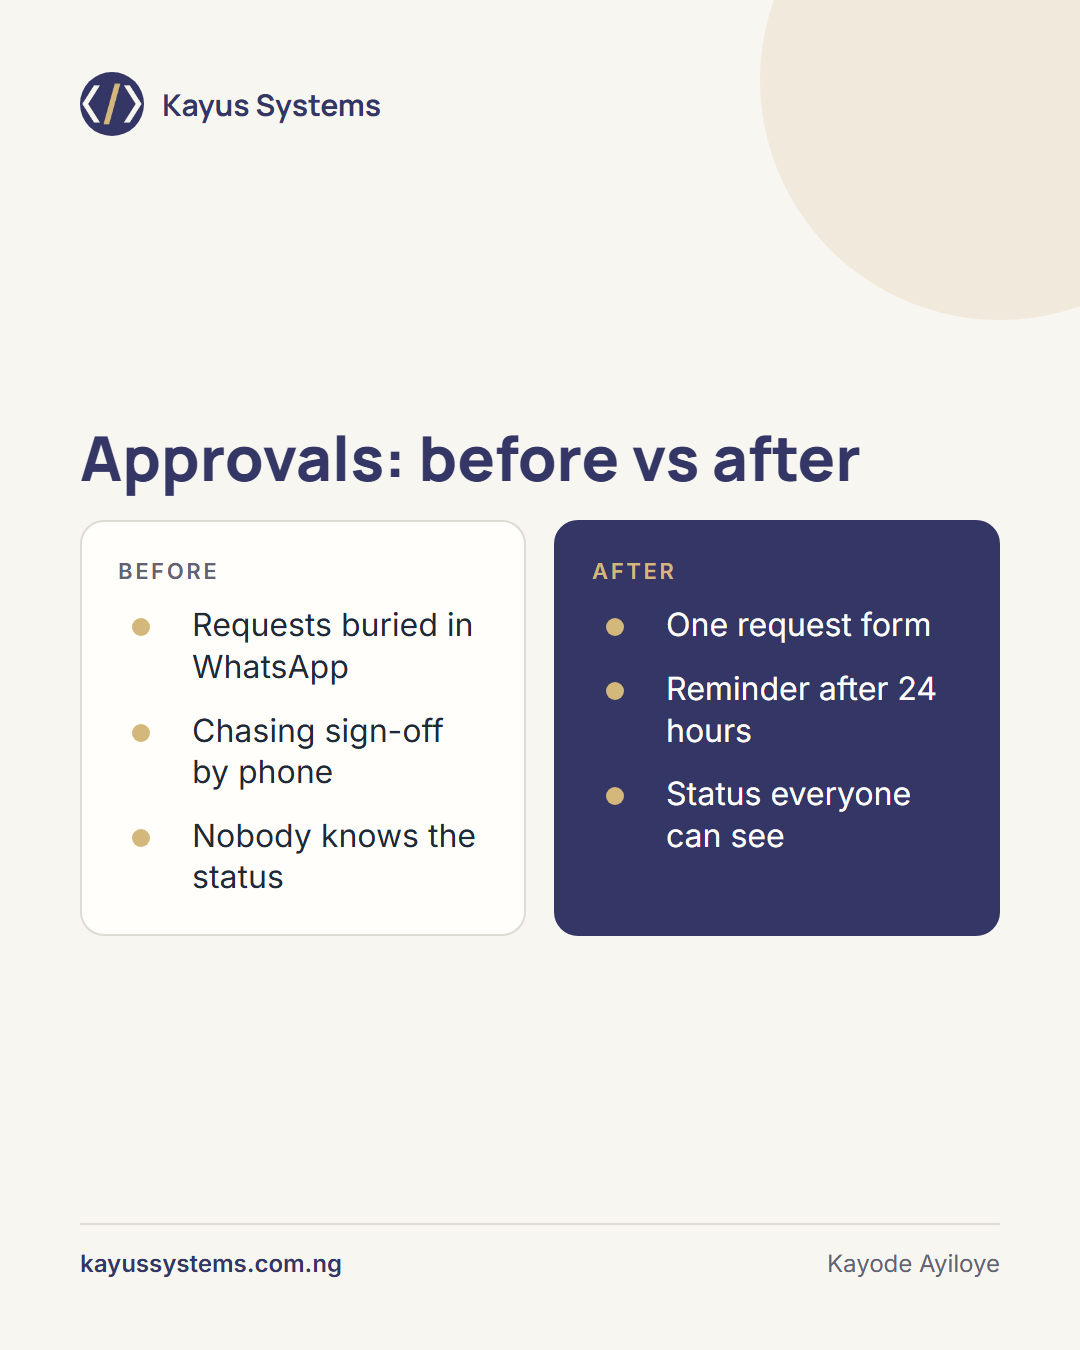 Kayus Systems
Approvals: before vs after
BEFORE
Requests buried in
WhatsApp
Chasing sign-off
by phone
Nobody knows the
status
AFTER
One request form
Reminder after 24
hours
Status everyone
can see
kayussystems.com.ng
Kayode Ayiloye